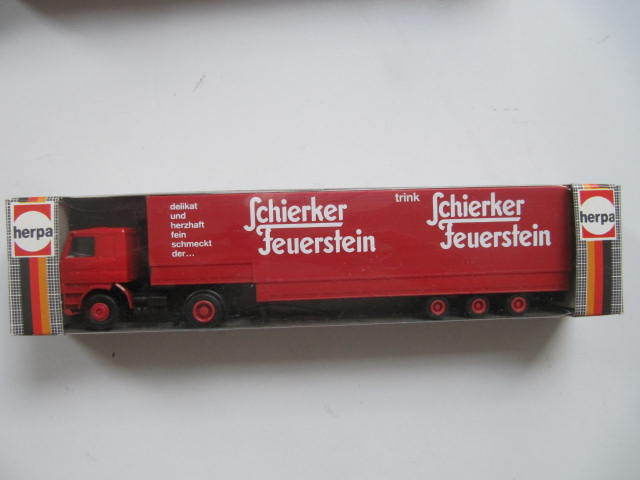 herpa
delikat
und
herzhaft
fein
schmeckt
der...
Schierker
Feuerstein
trink
Schierker
Feuerstein
herpa